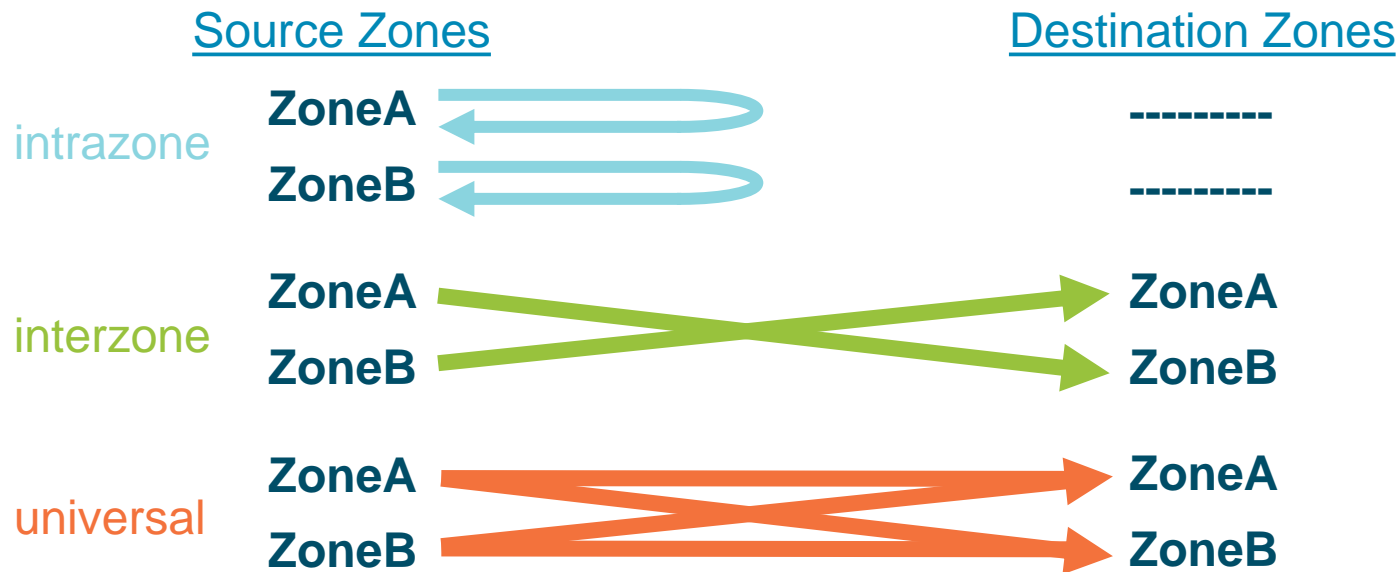 Source Zones Destination Zones
ZoneA ---------
intrazone
ZoneB ---------
ZoneA ZoneA
interzone
ZoneB ZoneB
ZoneA ZoneA
universal
ZoneB ZoneB